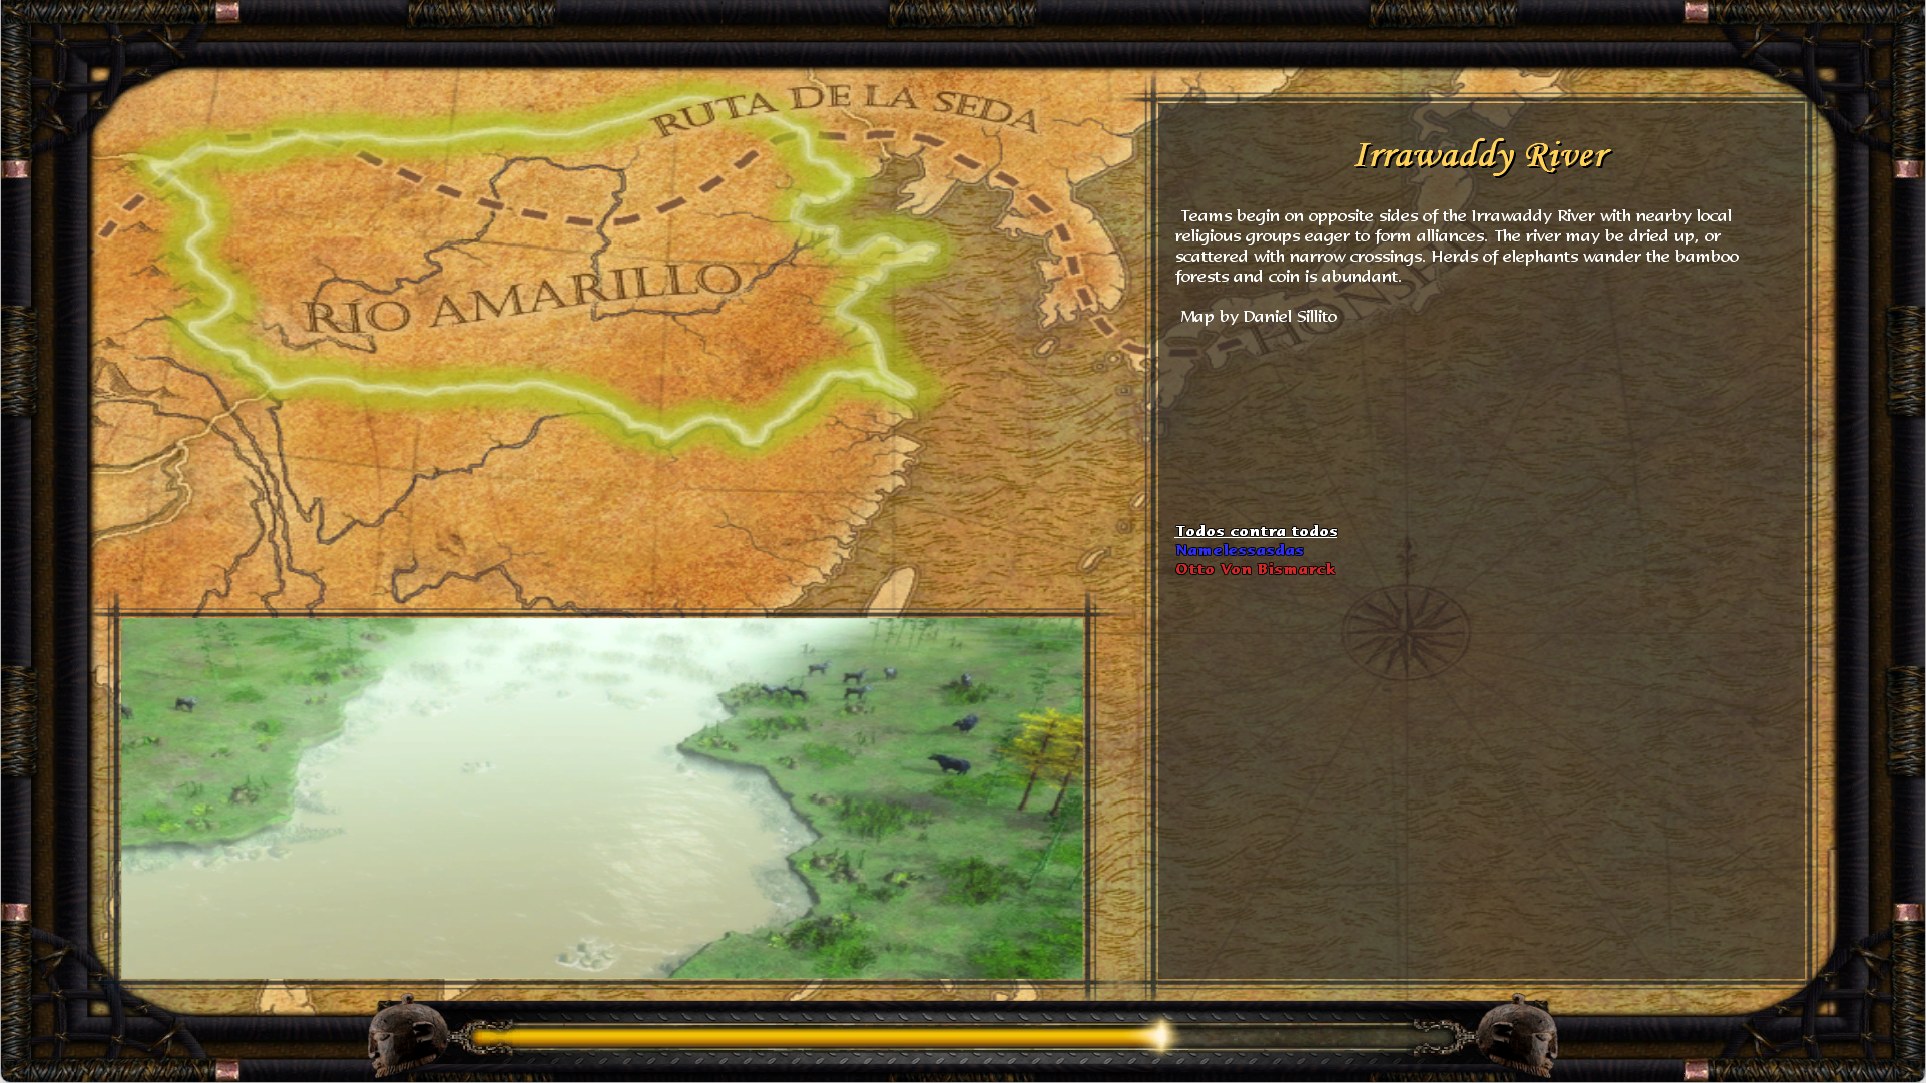 RUTA DE LA SEDA
RÍO AMARILLO
Irrawaddy River
Teams begin on opposite sides of the Irrawaddy River with nearby local
religious groups eager to form alliances. The river may be dried up, or
scattered with narrow crossings. Herds of elephants wander the bamboo
forests and coin is abundant.
Map by Daniel Sillito
Todos contra todos
Namelessasdas
Otto Von Bismarck